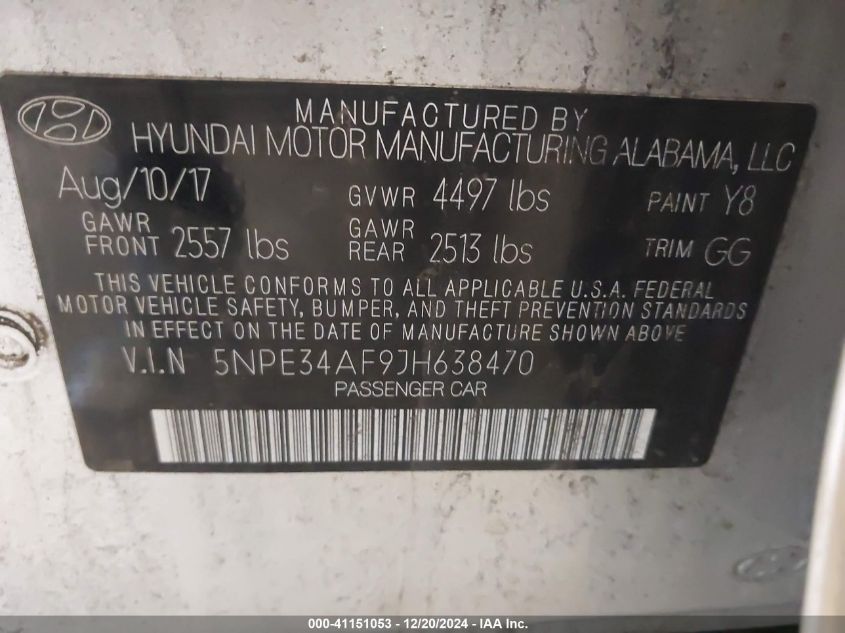 MANUFACTURED BY
HYUNDAI MOTOR MANUFACTURING ALABAMA, LLC
Aug/10/17 GVWR 4497 lbs PAINT Y8
GAWR FRONT 2557 lbs GAWR REAR 2513 lbs TRIM GG
THIS VEHICLE CONFORMS TO ALL APPLICABLE U.S.A. FEDERAL
MOTOR VEHICLE SAFETY, BUMPER, AND THEFT PREVENTION STANDARDS
IN EFFECT ON THE DATE OF MANUFACTURE SHOWN ABOVE
V.I.N 5NPE34AF9JH638470
PASSENGER CAR
000-41151053 - 12/20/2024 - IAA Inc.